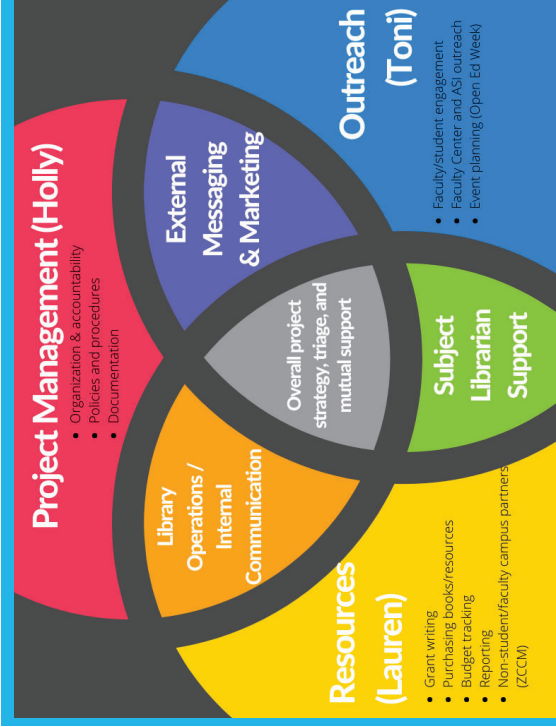 Project Management (Holly)
• Organization & accountability
• Policies and procedures
• Documentation
Library
Operations /
Internal
Communication
External
Messaging
& Marketing
Overall project
strategy, triage, and
mutual support
Resources
(Lauren)
• Grant writing
• Purchasing books/resources
• Budget tracking
• Reporting
• Non-student/faculty campus partners
(ZCCM)
Subject
Librarian
Support
Outreach
(Toni)
• Faculty/student engagement
• Faculty Center and ASI outreach
• Event planning (Open Ed Week)